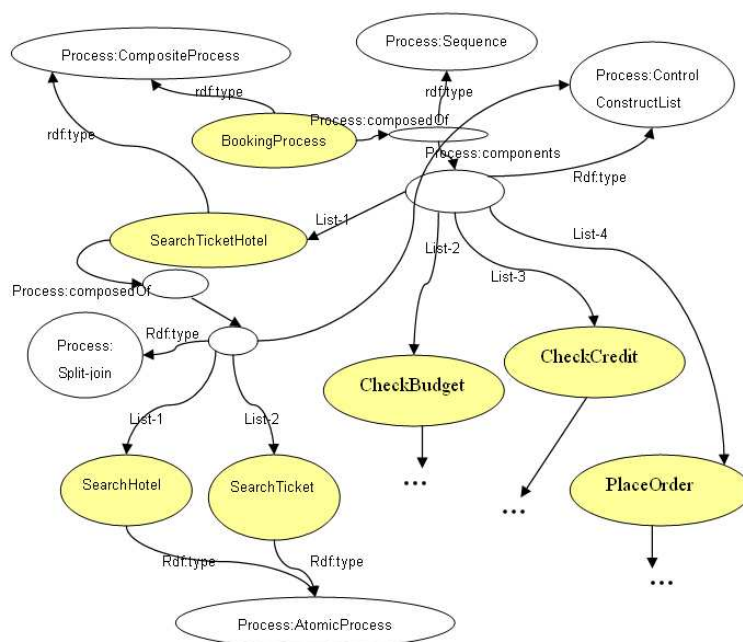 Process:CompositeProcess
Process:Sequence
Process:Control
ConstructList
rdf:type
rdf:type
rdf:type
Process:composedOf
BookingProcess
Process:components
Rdf:type
List-1
List-2
List-3
List-4
SearchTicketHotel
Process:composedOf
Rdf:type
Process:
Split-join
CheckBudget
CheckCredit
List-1
List-2
SearchHotel
SearchTicket
PlaceOrder
...
...
...
Rdf:type
Rdf:type
Process:AtomicProcess